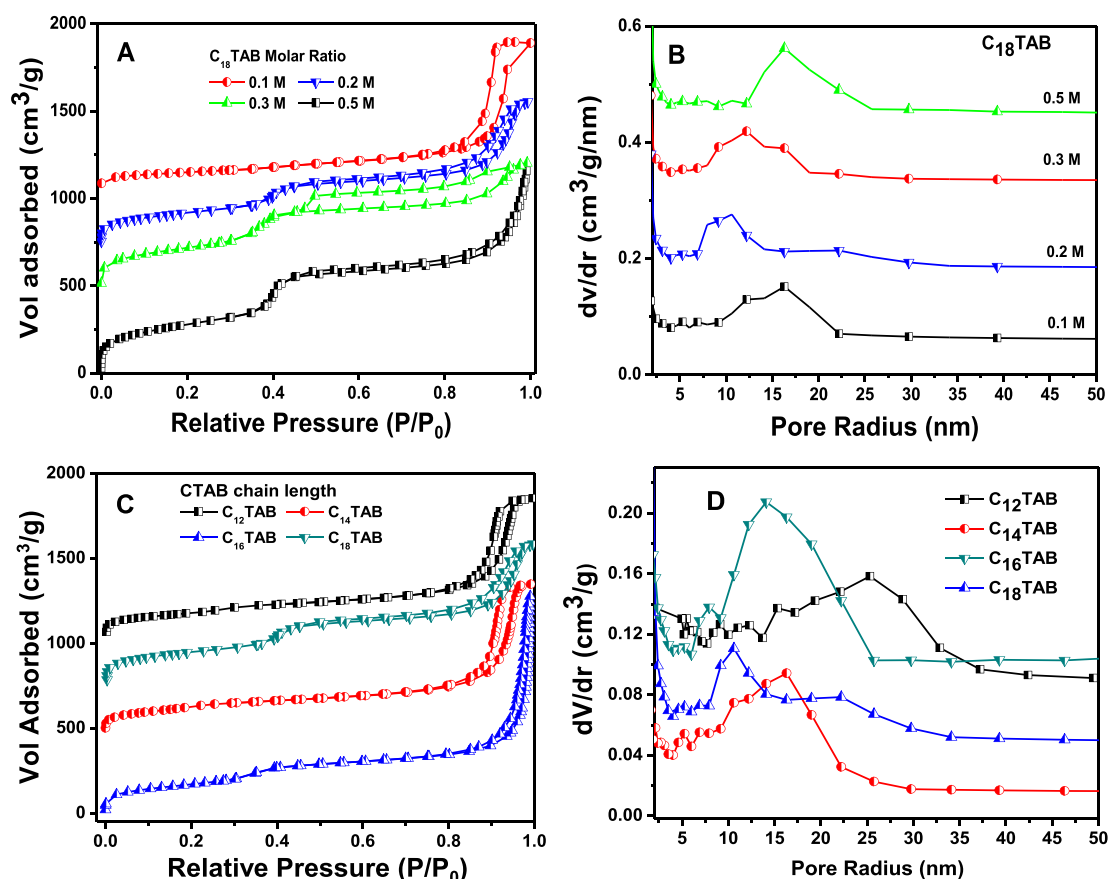 A
C18TAB Molar Ratio
0.1 M 0.2 M
0.3 M 0.5 M
2000
1500
1000
500
0
0.0 0.2 0.4 0.6 0.8 1.0
Vol adsorbed (cm³/g)
Relative Pressure (P/P0)
B
C18TAB
0.5 M
0.3 M
0.2 M
0.1 M
0.6
0.4
0.2
0.0
5 10 15 20 25 30 35 40 45 50
dv/dr (cm³/g/nm)
Pore Radius (nm)
C
CTAB chain length
C12TAB C14TAB
C16TAB C18TAB
2000
1500
1000
500
0
0.0 0.2 0.4 0.6 0.8 1.0
Vol Adsorbed (cm³/g)
Relative Pressure (P/P0)
D
C12TAB
C14TAB
C16TAB
C18TAB
0.20
0.16
0.12
0.08
0.04
0.00
5 10 15 20 25 30 35 40 45 50
dV/dr (cm³/g)
Pore Radius (nm)